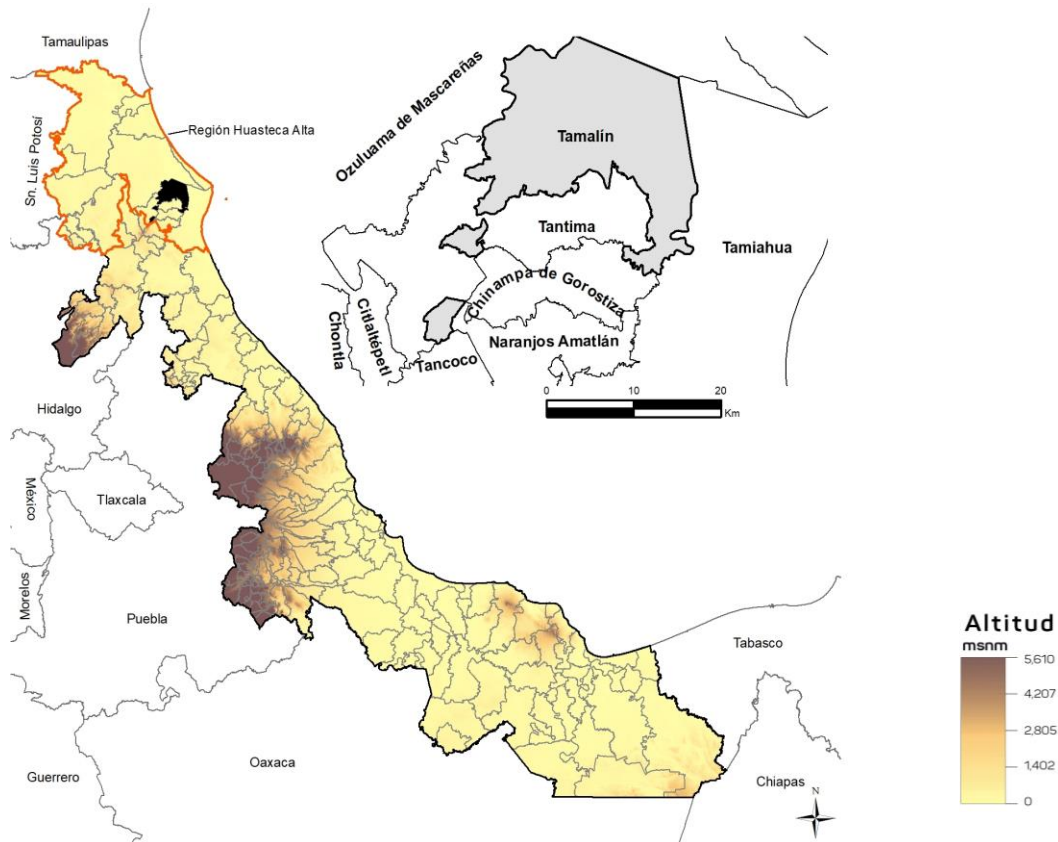 Tamaulipas
Sn. Luis Potosí
Región Huasteca Alta
Ozuluama de Mascareñas
Tamalín
Tantima
Tamiahua
Chinampa de Gorostiza
Citlaltépetl
Chontla
Naranjos Amatlán
Tancoco
0 10 20
Km
Hidalgo
México
Tlaxcala
Morelos
Puebla
Tabasco
Guerrero
Oaxaca
Chiapas
N
Altitud
msnm
5,610
4,207
2,805
1402
0